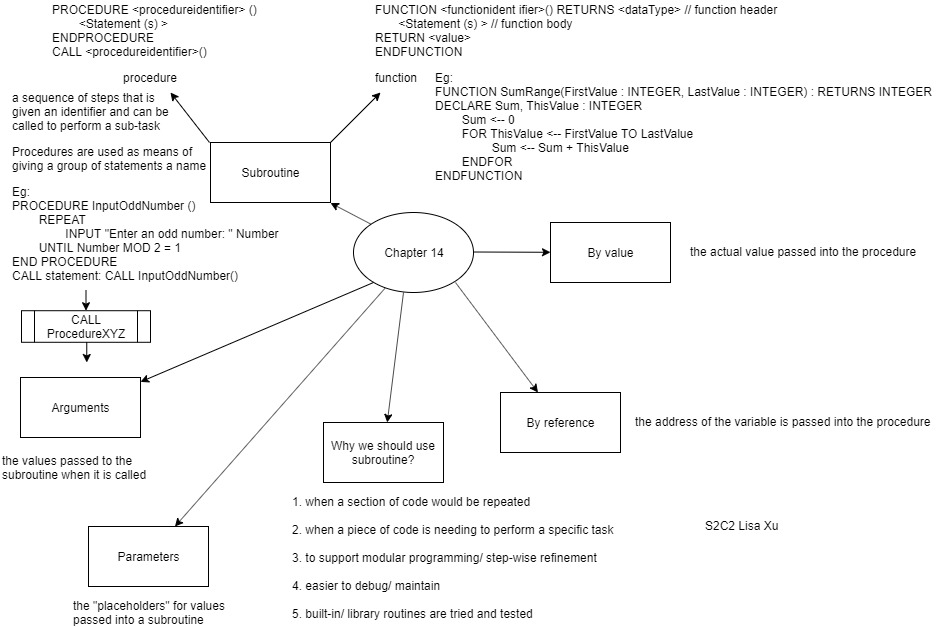 PROCEDURE <procedureidentifier> ()
<Statement (s) >
ENDPROCEDURE
CALL <procedureidentifier>()
FUNCTION <functionident ifier>() RETURNS <dataType> // function header
<Statement (s) > // function body
RETURN <value>
ENDFUNCTION
procedure
function
a sequence of steps that is
given an identifier and can be
called to perform a sub-task
Procedures are used as means of
giving a group of statements a name
Eg:
PROCEDURE InputOddNumber ()
REPEAT
INPUT "Enter an odd number: " Number
UNTIL Number MOD 2 = 1
END PROCEDURE
CALL statement: CALL InputOddNumber()
Eg:
FUNCTION SumRange(FirstValue : INTEGER, LastValue : INTEGER) : RETURNS INTEGER
DECLARE Sum, ThisValue : INTEGER
Sum <-- 0
FOR ThisValue <-- FirstValue TO LastValue
Sum <-- Sum + ThisValue
ENDFOR
ENDFUNCTION
Subroutine
Chapter 14
By value
the actual value passed into the procedure
CALL
ProcedureXYZ
Arguments
the values passed to the
subroutine when it is called
Why we should use
subroutine?
By reference
the address of the variable is passed into the procedure
1. when a section of code would be repeated
2. when a piece of code is needing to perform a specific task
3. to support modular programming/ step-wise refinement
4. easier to debug/ maintain
5. built-in/ library routines are tried and tested
S2C2 Lisa Xu
Parameters
the "placeholders" for values
passed into a subroutine